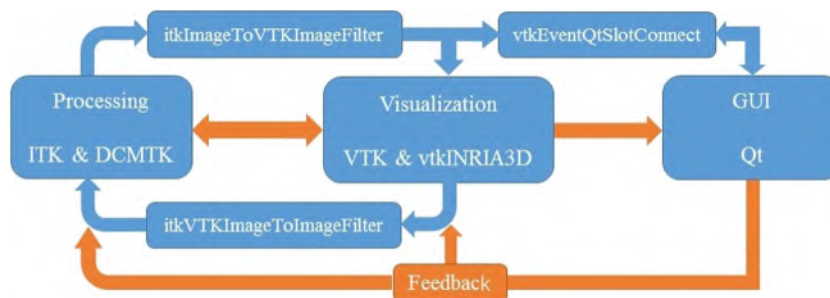 itkImageToVTKImageFilter
vtkEventQtSlotConnect
Processing
ITK & DCMTK
Visualization
VTK & vtkINRIA3D
GUI
Qt
itkVTKImageToImageFilter
Feedback